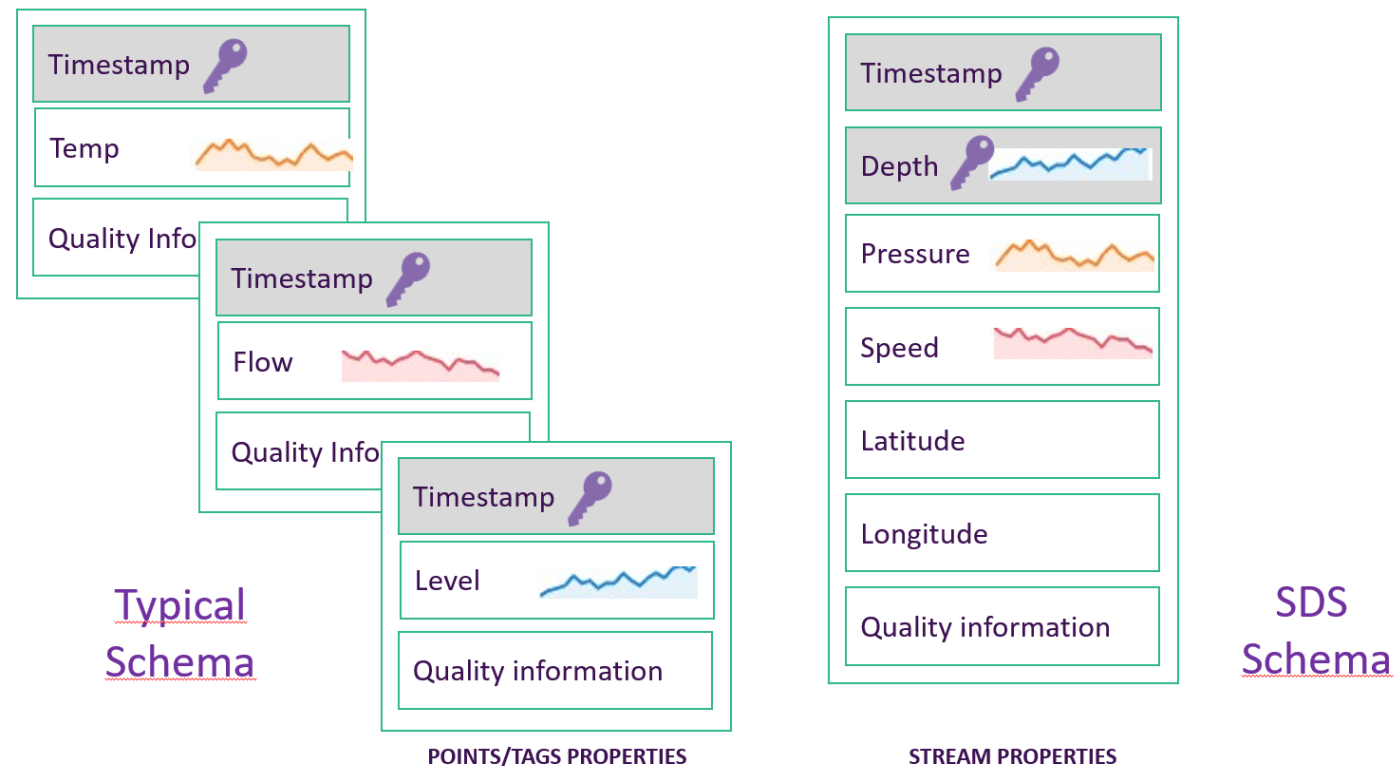 Timestamp
Temp
Quality Info
Timestamp
Flow
Quality Info
Timestamp
Level
Quality information
Typical
Schema
POINTS/TAGS PROPERTIES
Timestamp
Depth
Pressure
Speed
Latitude
Longitude
Quality information
SDS
Schema
STREAM PROPERTIES